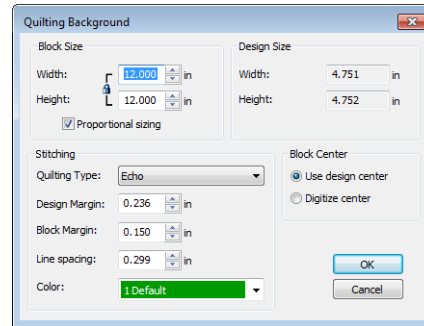 Quilting Background
Block Size
Width: 12.000 in
Height: 12.000 in
Proportional sizing
Design Size
Width: 4.751 in
Height: 4.752 in
Stitching
Quilting Type: Echo
Design Margin: 0.236 in
Block Margin: 0.150 in
Line spacing: 0.299 in
Color: 1 Default
Block Center
Use design center
Digitize center
OK
Cancel